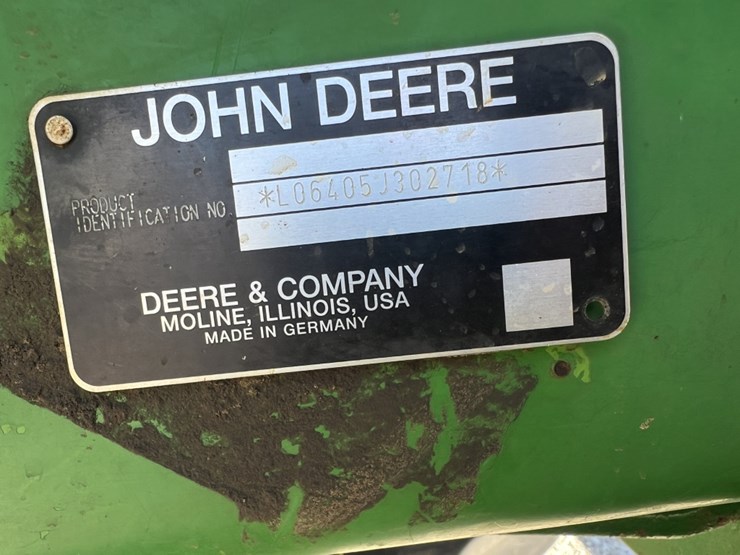 JOHN DEERE
*L06405J302718*
PRODUCT
IDENTIFICATION NO.
DEERE & COMPANY
MOLINE, ILLINOIS, USA
MADE IN GERMANY